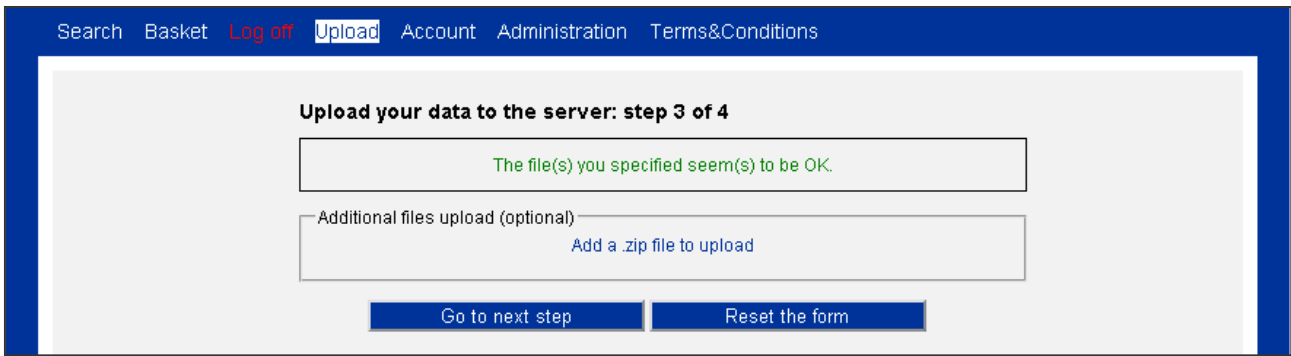 Search Basket Log off Upload Account Administration Terms&Conditions
Upload your data to the server: step 3 of 4
The file(s) you specified seem(s) to be OK.
Additional files upload (optional)
Add a .zip file to upload
Go to next step Reset the form